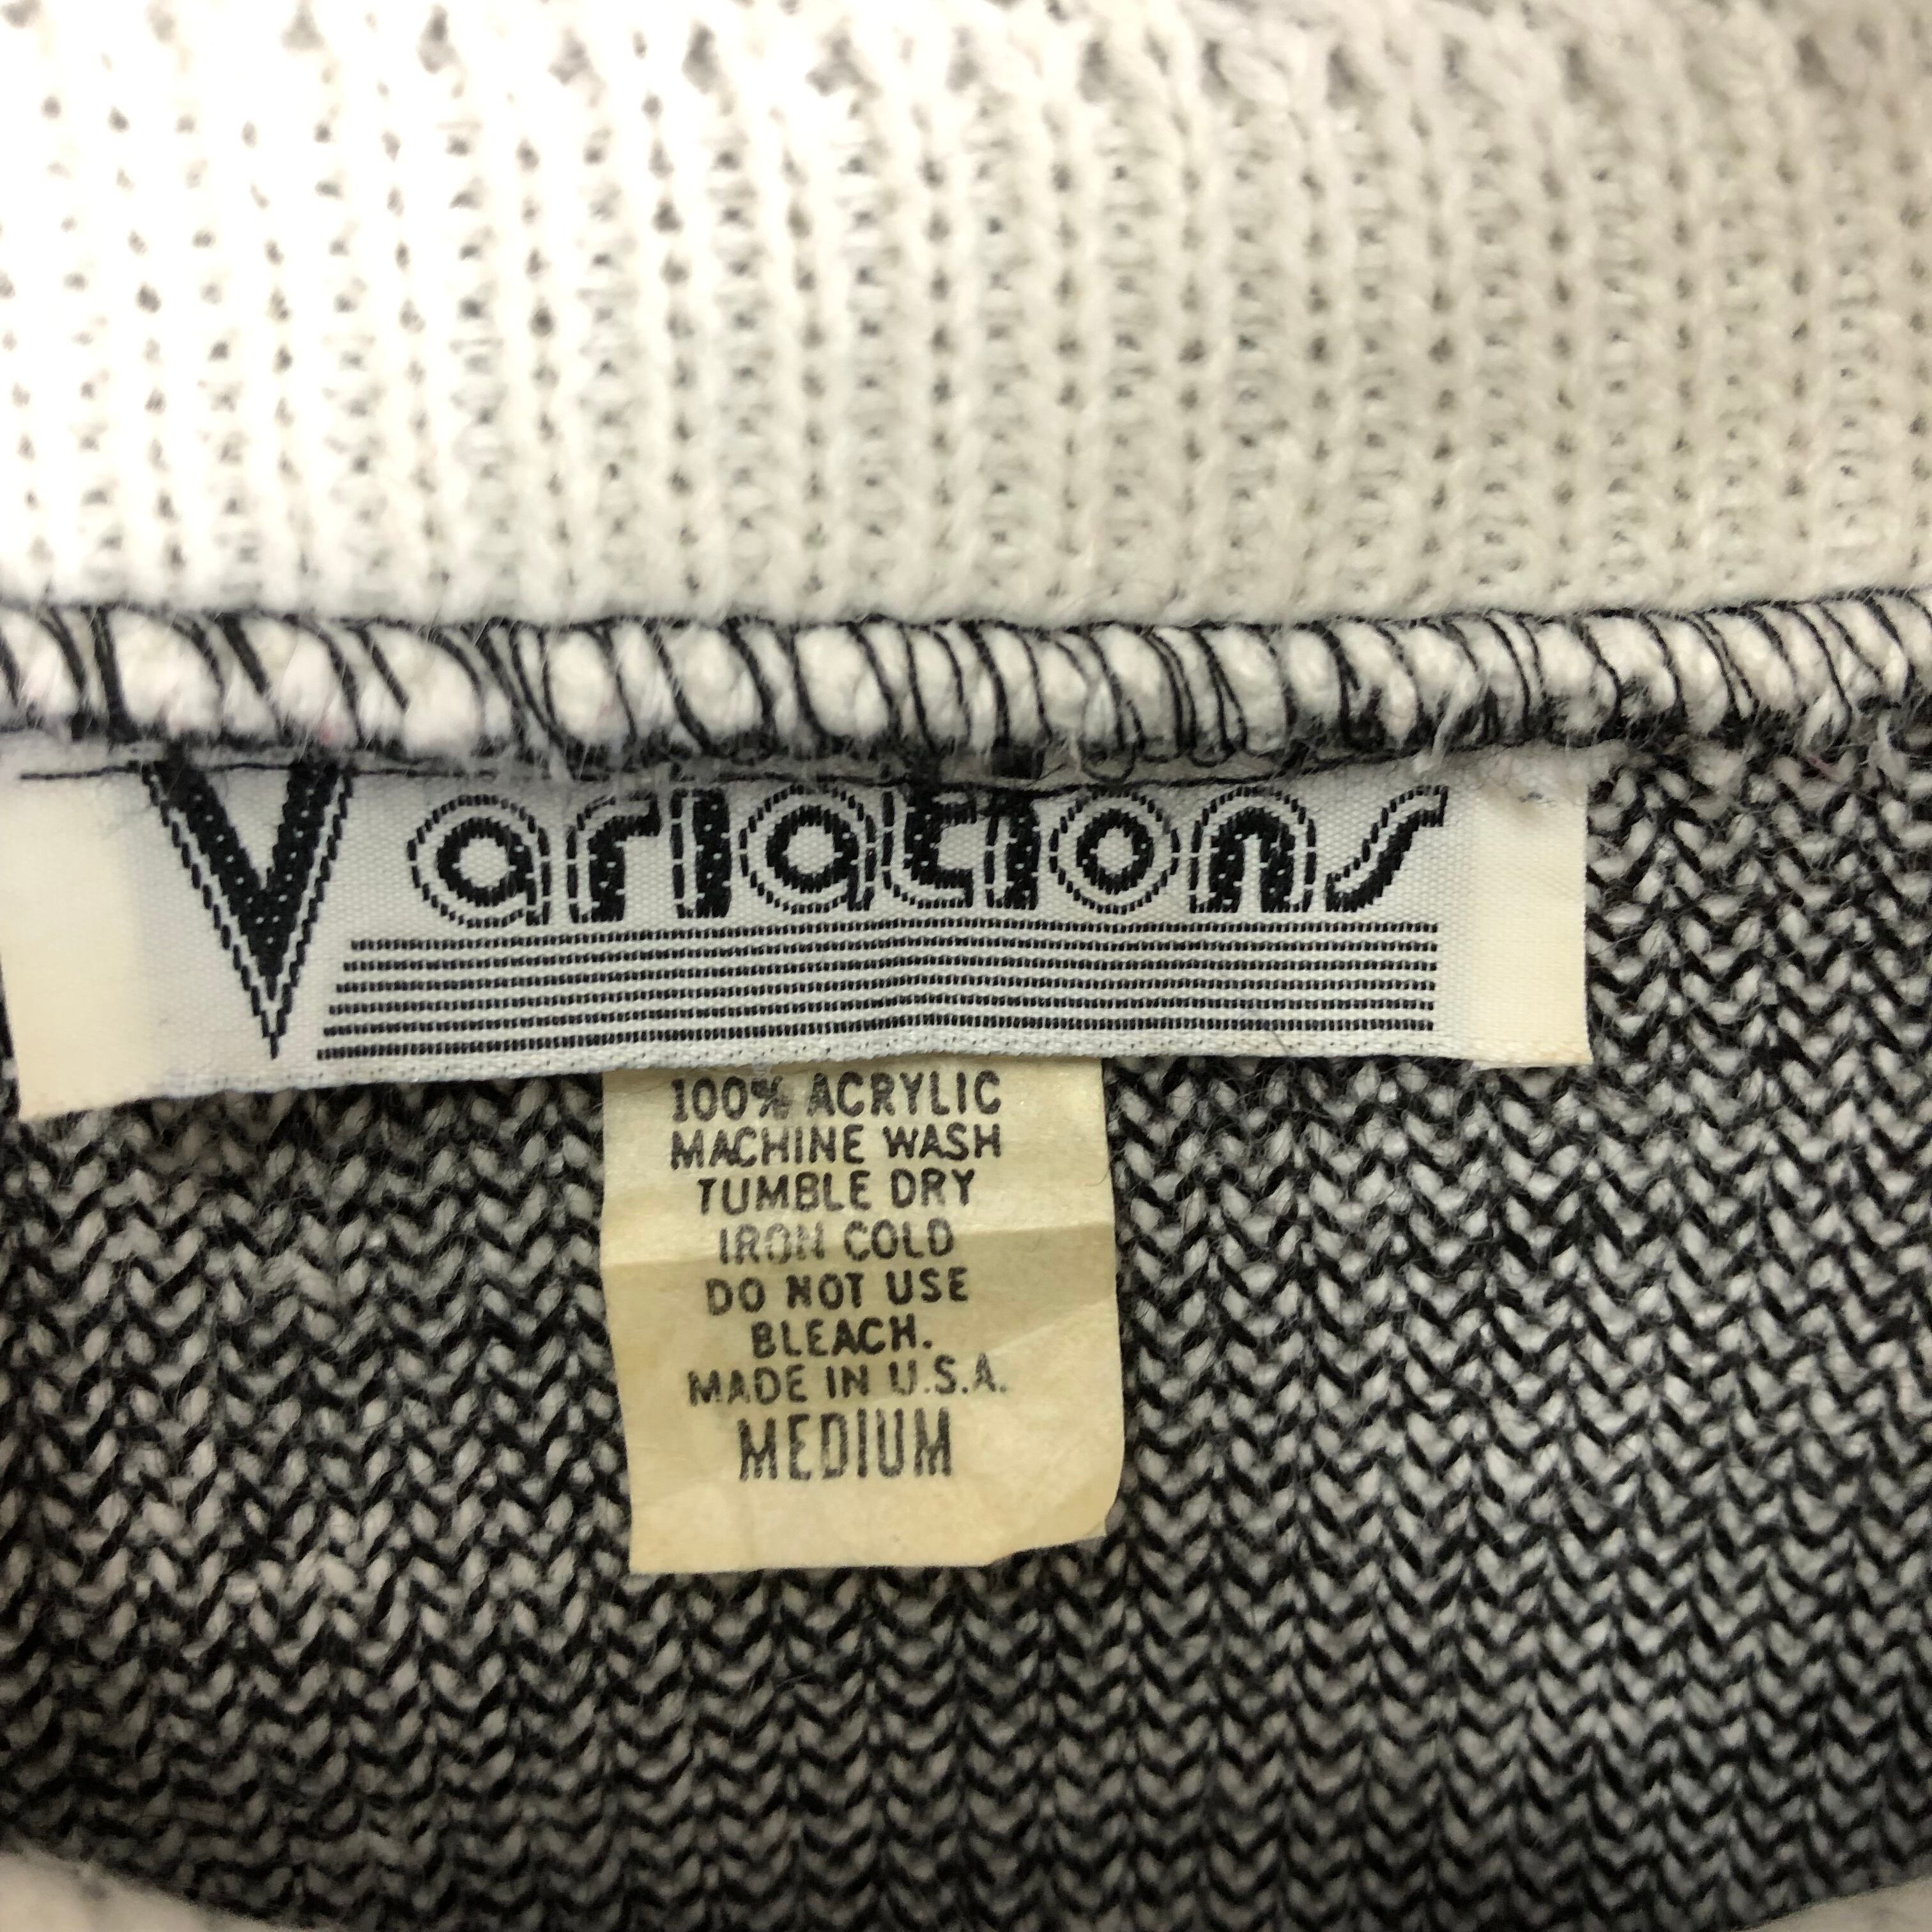 Variations
100% ACRYLIC
MACHINE WASH
TUMBLE DRY
IRON COLD
DO NOT USE
BLEACH.
MADE IN U.S.A.
MEDIUM